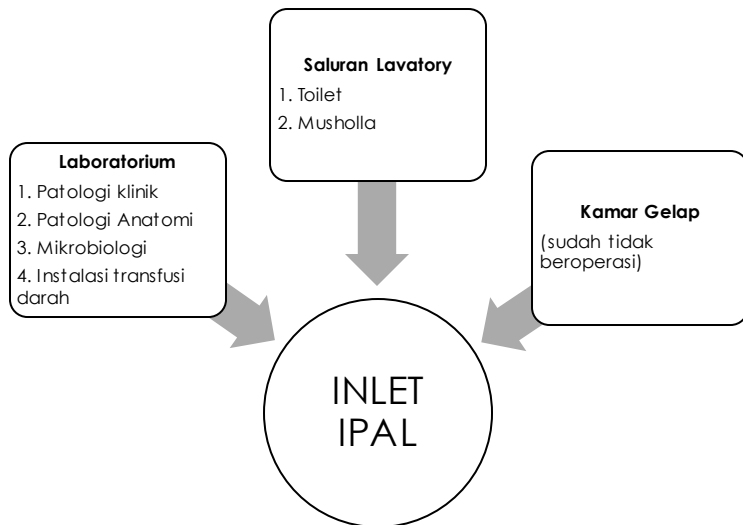 Saluran Lavatory
1. Toilet
2. Musholla
Laboratorium
1. Patologi klinik
2. Patologi Anatomi
3. Mikrobiologi
4. Instalasi transfusi
darah
Kamar Gelap
(sudah tidak
beroperasi)
INLET
IPAL